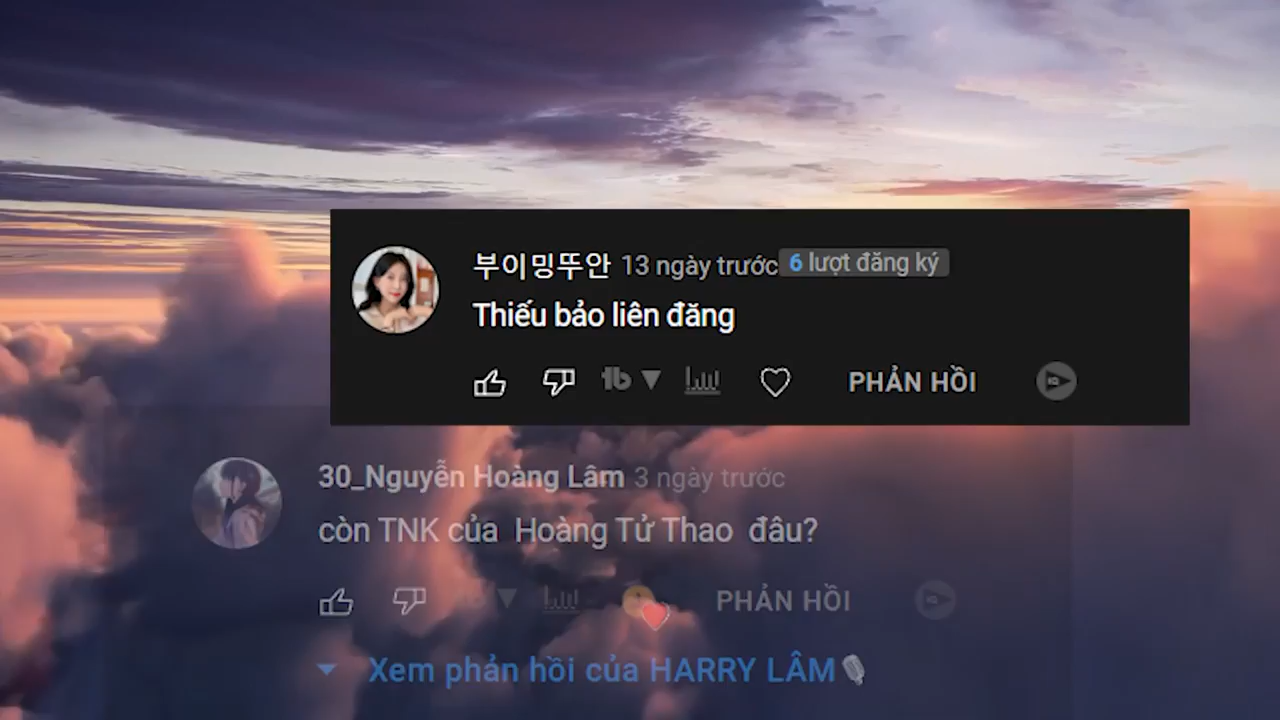 부이밍뚜안 13 ngày trước 6 lượt đăng ký
Thiếu bảo liên đăng
PHẢN HỒI
30_Nguyễn Hoàng Lâm 3 ngày trước
còn TNK của Hoàng Tử Thao đâu?
PHẢN HỒI
Xem phản hồi của HARRY LÂM